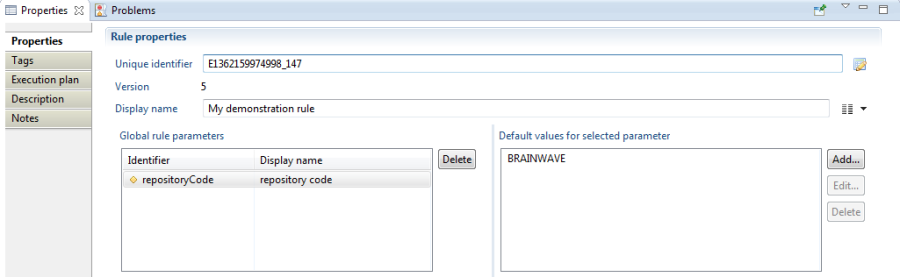 Properties Problems
Properties
Tags
Execution plan
Description
Notes
Rule properties
Unique identifier E1362159974998_147
Version 5
Display name My demonstration rule
Global rule parameters
Identifier Display name
repositoryCode repository code
Delete
Default values for selected parameter
BRAINWAVE
Add...
Edit...
Delete